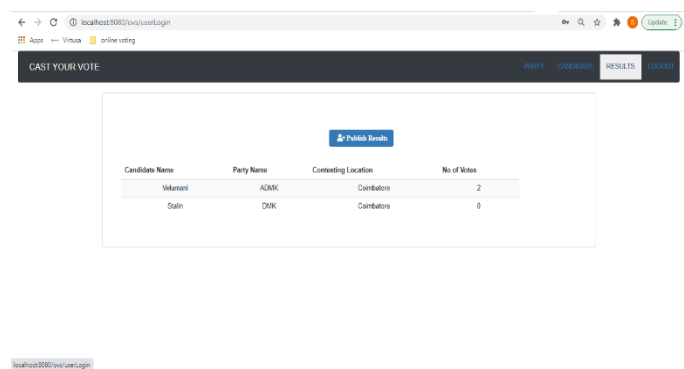 localhost:8080/ovs/userLogin
Update
Apps Virtusa online voting
CAST YOUR VOTE PARTY CANDIDATE RESULTS LOGOUT
Publish Results
Candidate Name Party Name Contesting Location No of Votes
Velumani ADMK Coimbatore 2
Stalin DMK Coimbatore 0
localhost:8080/ovs/userLogin